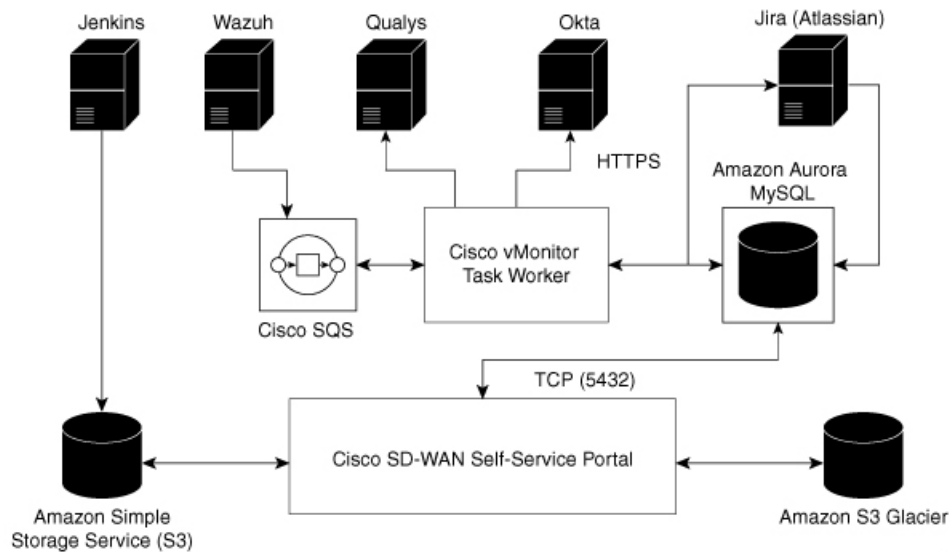 Jenkins
Wazuh
Qualys
Okta
Jira (Atlassian)
HTTPS
Amazon Aurora
MySQL
Cisco vMonitor
Task Worker
Cisco SQS
TCP (5432)
Cisco SD-WAN Self-Service Portal
Amazon Simple
Storage Service (S3)
Amazon S3 Glacier